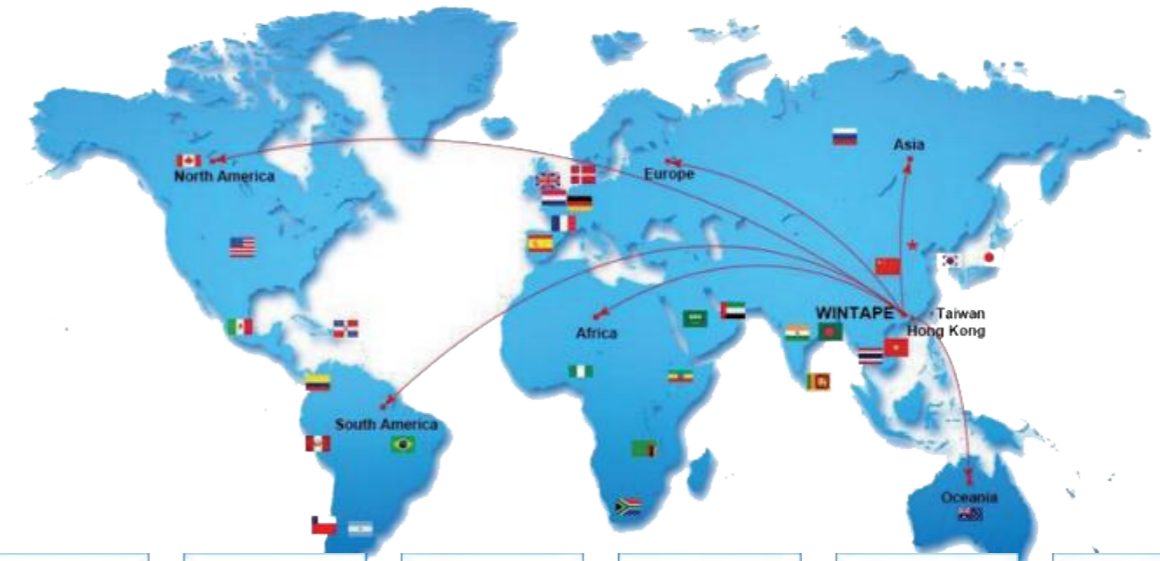 Asia
Europe
North America
WINTAPE
Taiwan
Hong Kong
Africa
South America
Oceania